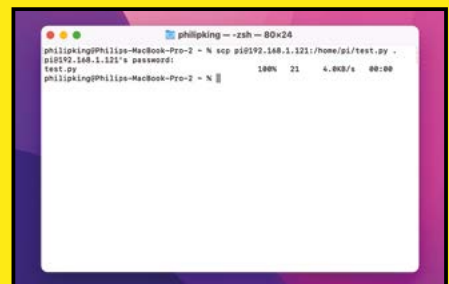 philipking — -zsh — 80×24
philipking@Philips-MacBook-Pro-2 ~ % scp pi@192.168.1.121:/home/pi/test.py .
pi@192.168.1.121's password:
test.py 100% 21 4.0KB/s 00:00
philipking@Philips-MacBook-Pro-2 ~ %